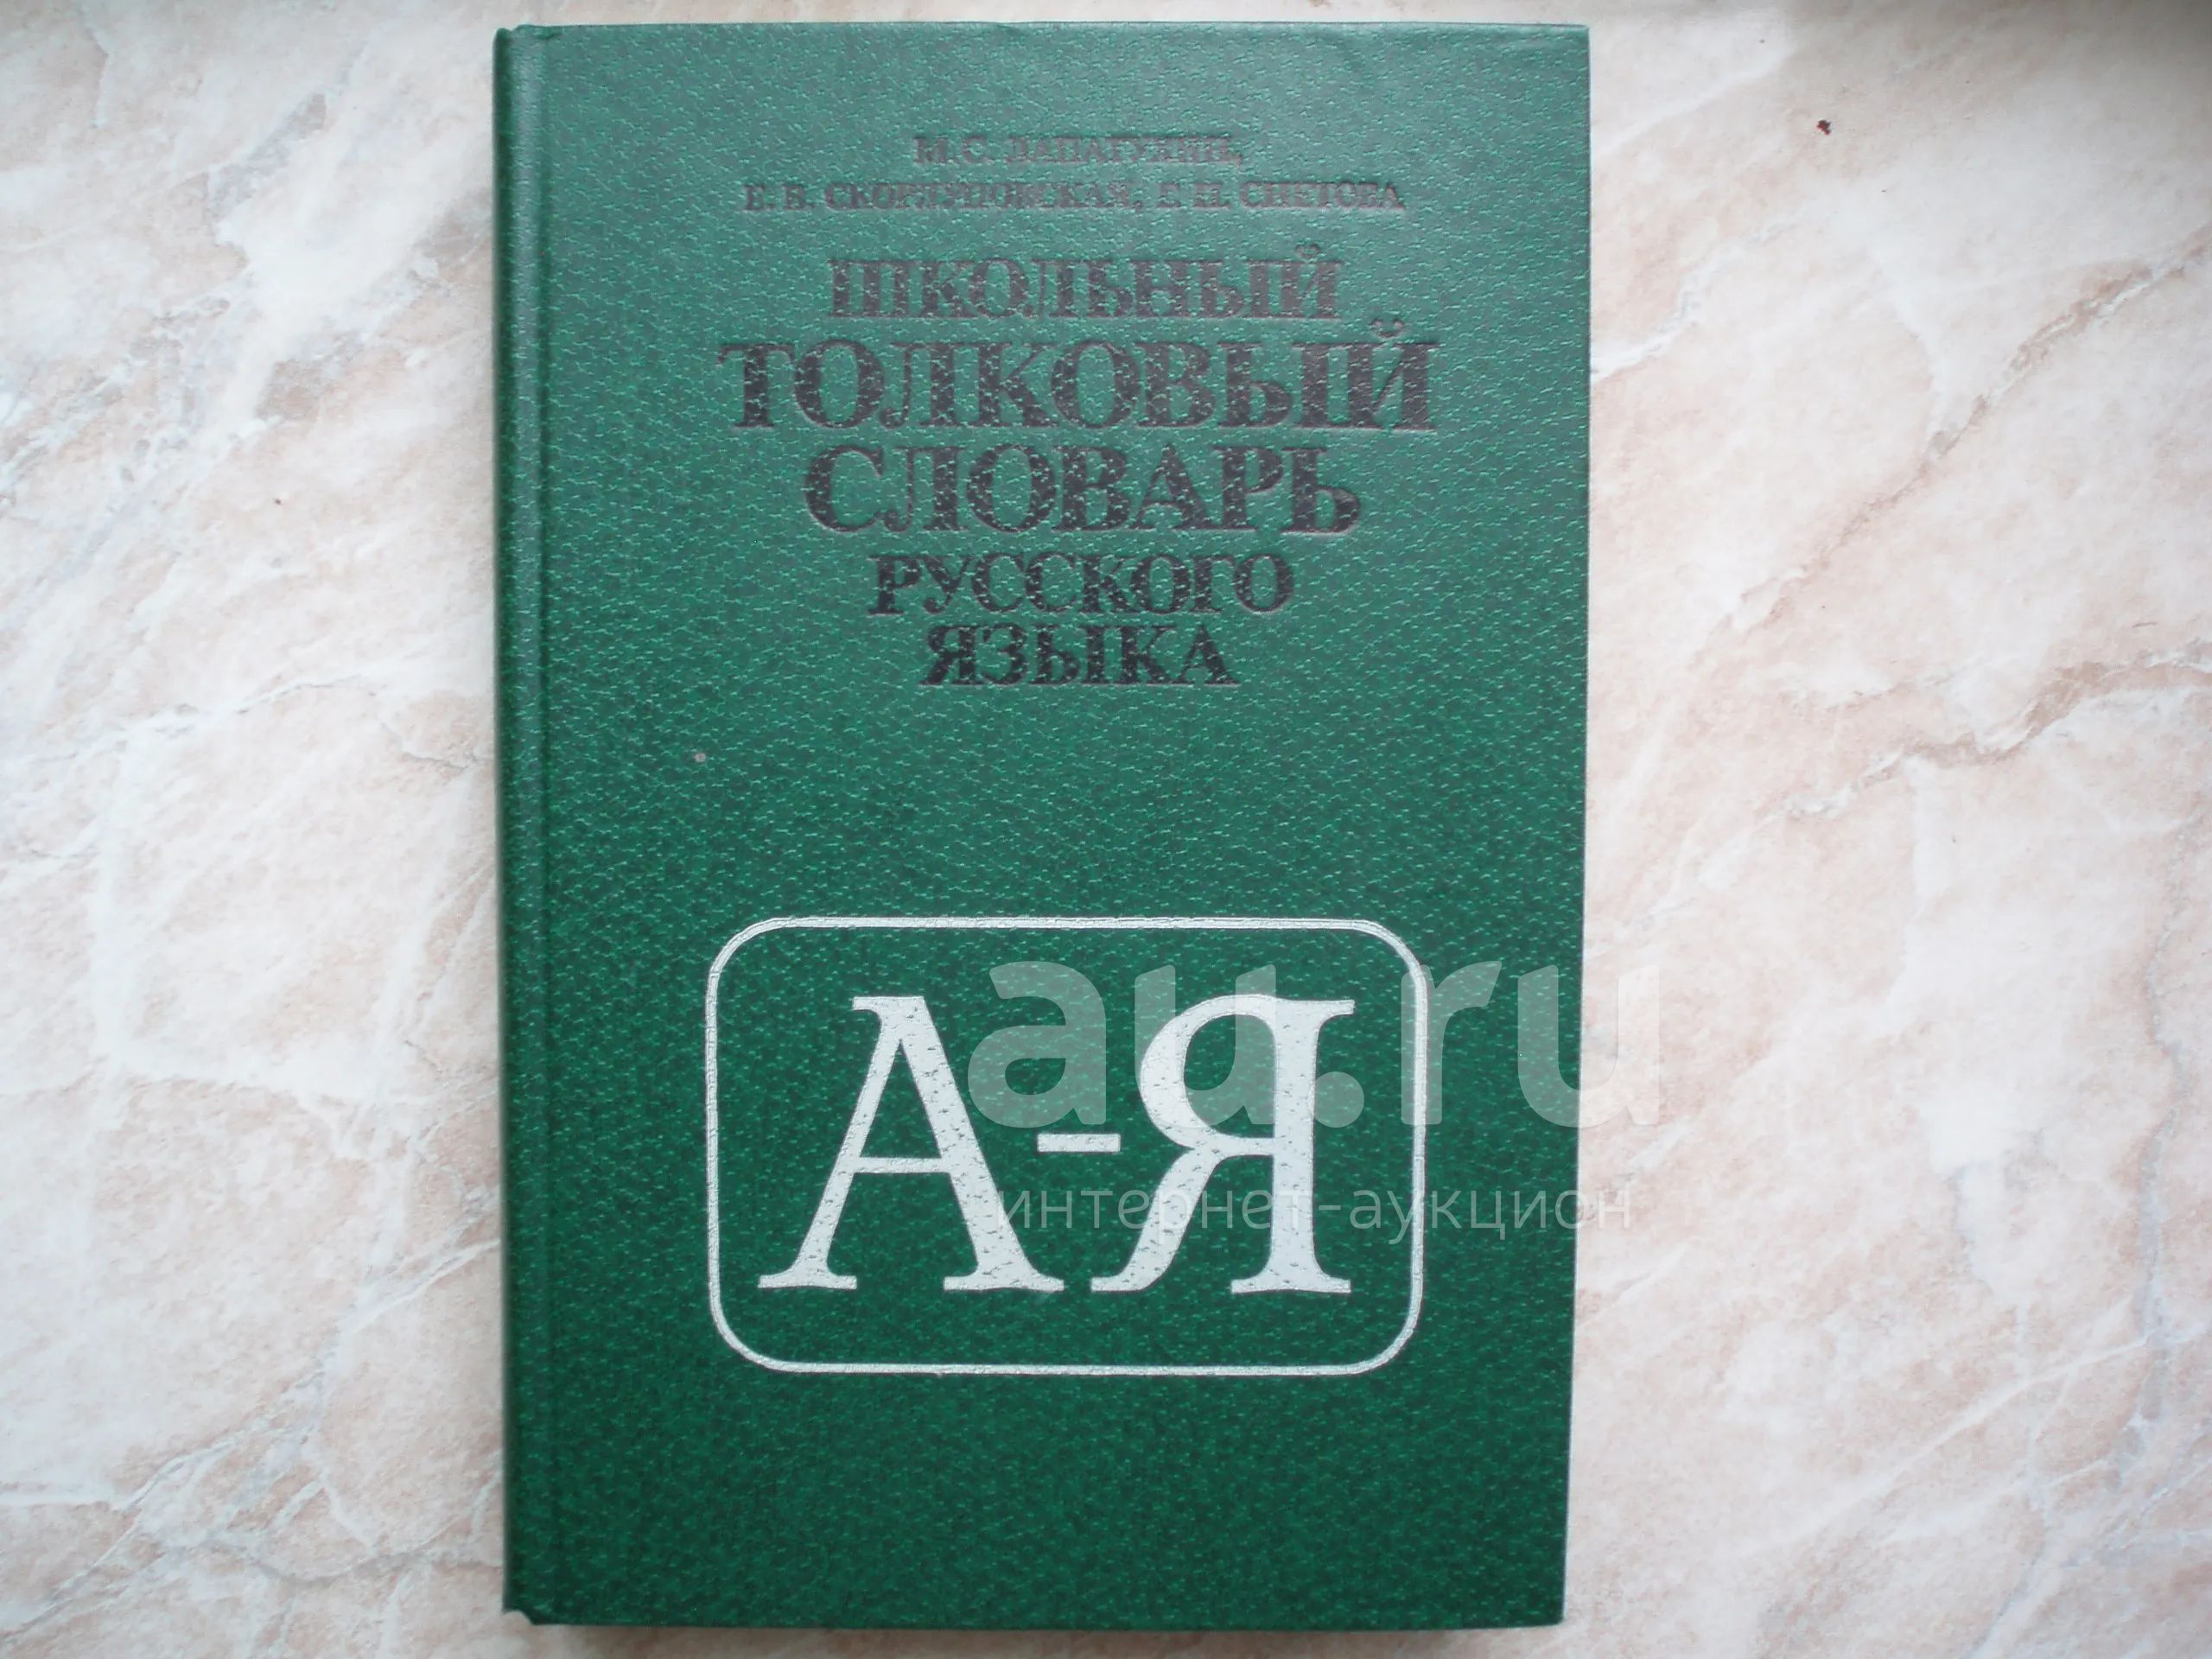 М.С. ЛАПАТУХИН,
Е. В. СКОРЛУПОВСКАЯ, Г. П. СНЕТОВА
ШКОЛЬНЫЙ
ТОЛКОВЫЙ
СЛОВАРЬ
РУССКОГО
ЯЗЫКА
au.ru
А-Я
интернет-аукцион